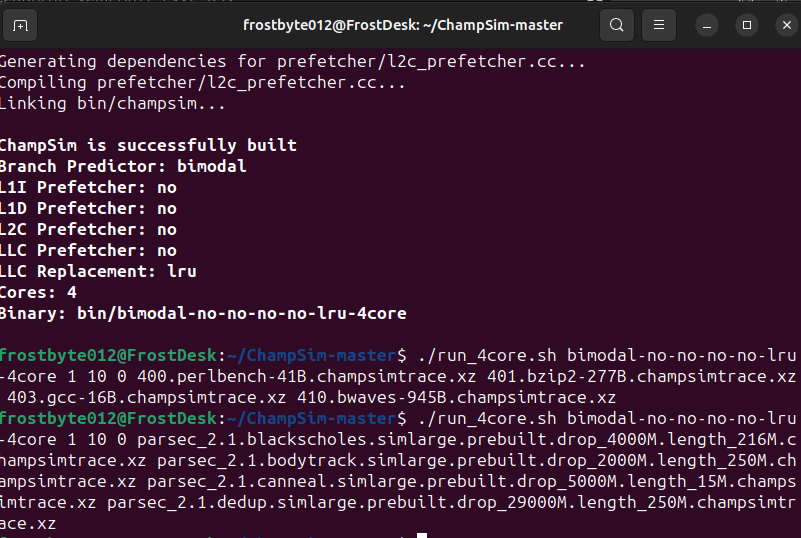 frostbyte012@FrostDesk: ~/ChampSim-master
Generating dependencies for prefetcher/l2c_prefetcher.cc...
Compiling prefetcher/l2c_prefetcher.cc...
Linking bin/champsim...
ChampSim is successfully built
Branch Predictor: bimodal
L1I Prefetcher: no
L1D Prefetcher: no
L2C Prefetcher: no
LLC Prefetcher: no
LLC Replacement: lru
Cores: 4
Binary: bin/bimodal-no-no-no-no-lru-4core
frostbyte012@FrostDesk:~/ChampSim-master$ ./run_4core.sh bimodal-no-no-no-no-lru
-4core 1 10 0 400.perlbench-41B.champsimtrace.xz 401.bzip2-277B.champsimtrace.xz
403.gcc-16B.champsimtrace.xz 410.bwaves-945B.champsimtrace.xz
frostbyte012@FrostDesk:~/ChampSim-master$ ./run_4core.sh bimodal-no-no-no-no-lru
-4core 1 10 0 parsec_2.1.blackscholes.simlarge.prebuilt.drop_4000M.length_216M.c
hampsimtrace.xz parsec_2.1.bodytrack.simlarge.prebuilt.drop_2000M.length_250M.ch
ampsimtrace.xz parsec_2.1.canneal.simlarge.prebuilt.drop_5000M.length_15M.champs
imtrace.xz parsec_2.1.dedup.simlarge.prebuilt.drop_29000M.length_250M.champsimtr
ace.xz